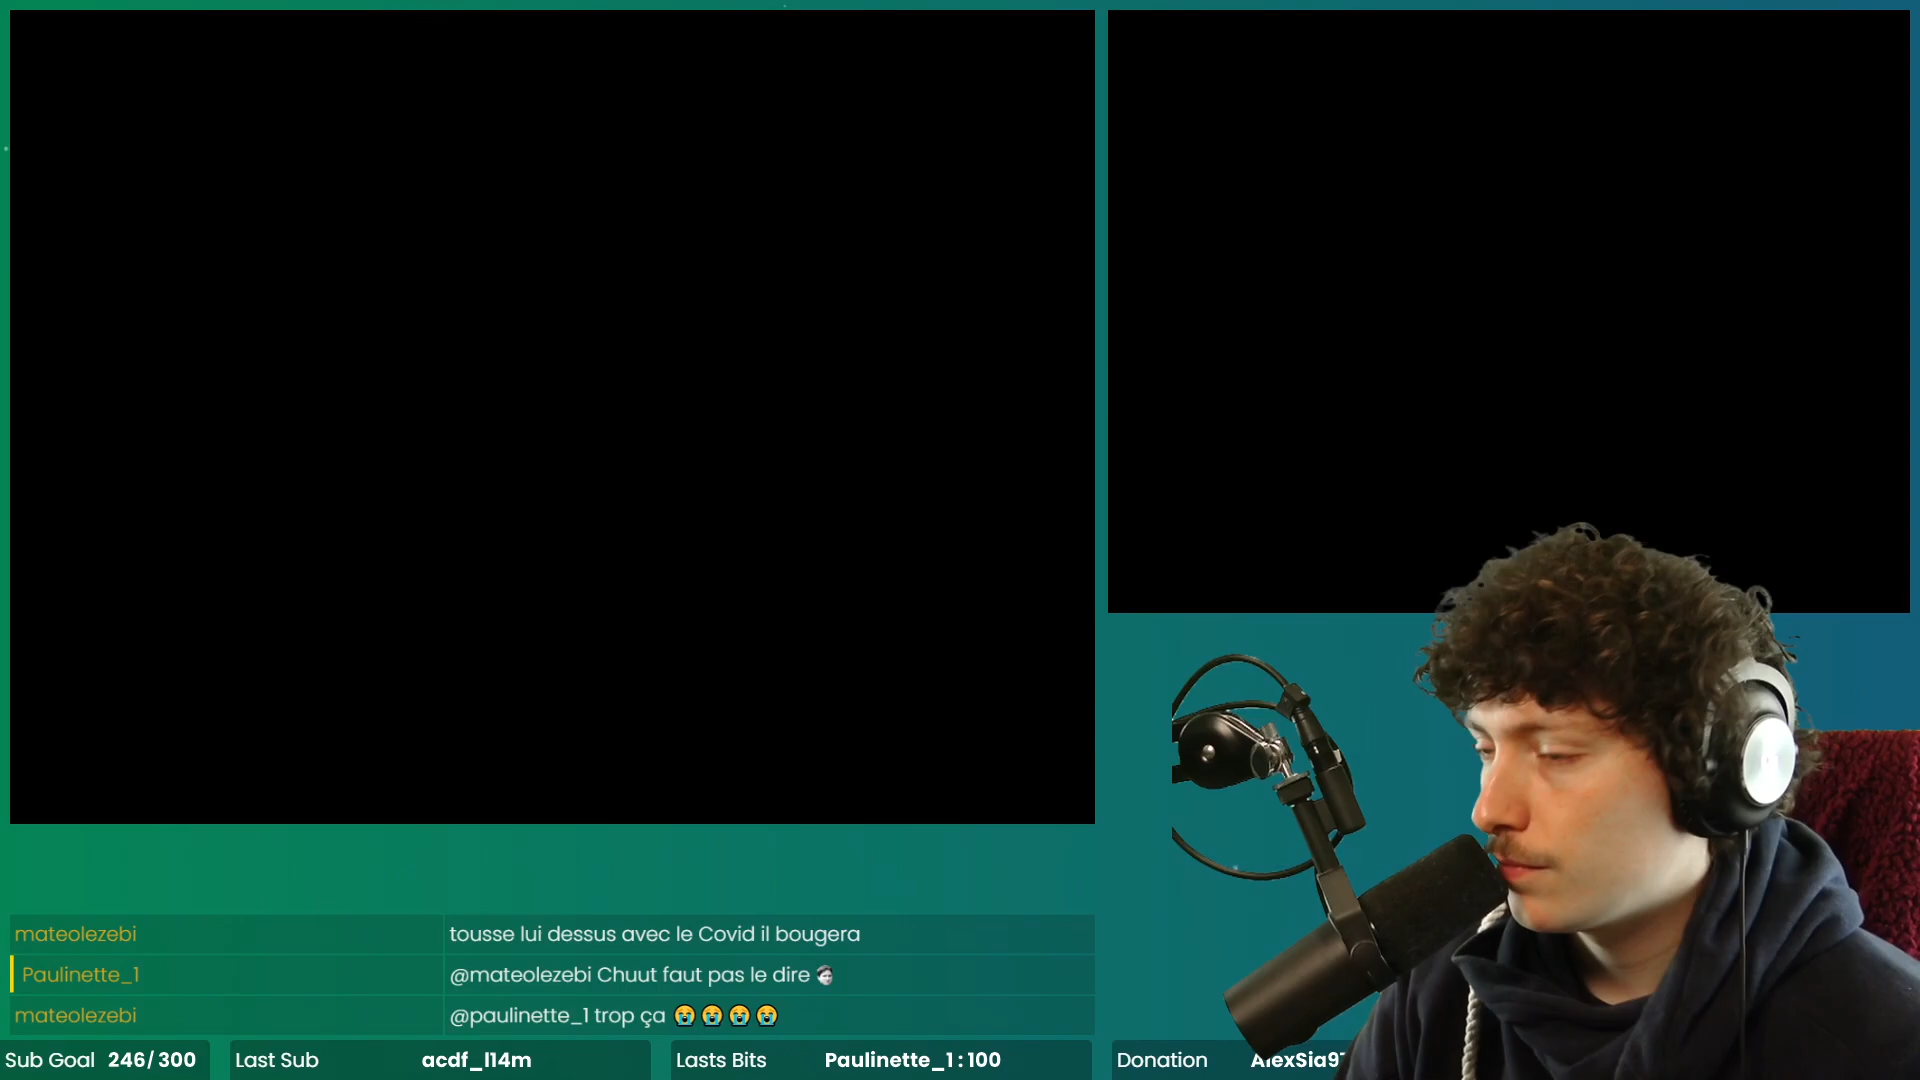 mateolezebi tousse lui dessus avec le Covid il bougera
Paulinette_1 @mateolezebi Chuut faut pas le dire
mateolezebi @paulinette_1 trop ça 😭😭😭😭
Sub Goal 246/300 Last Sub acdf_l14m Lasts Bits Paulinette_1 : 100 Donation